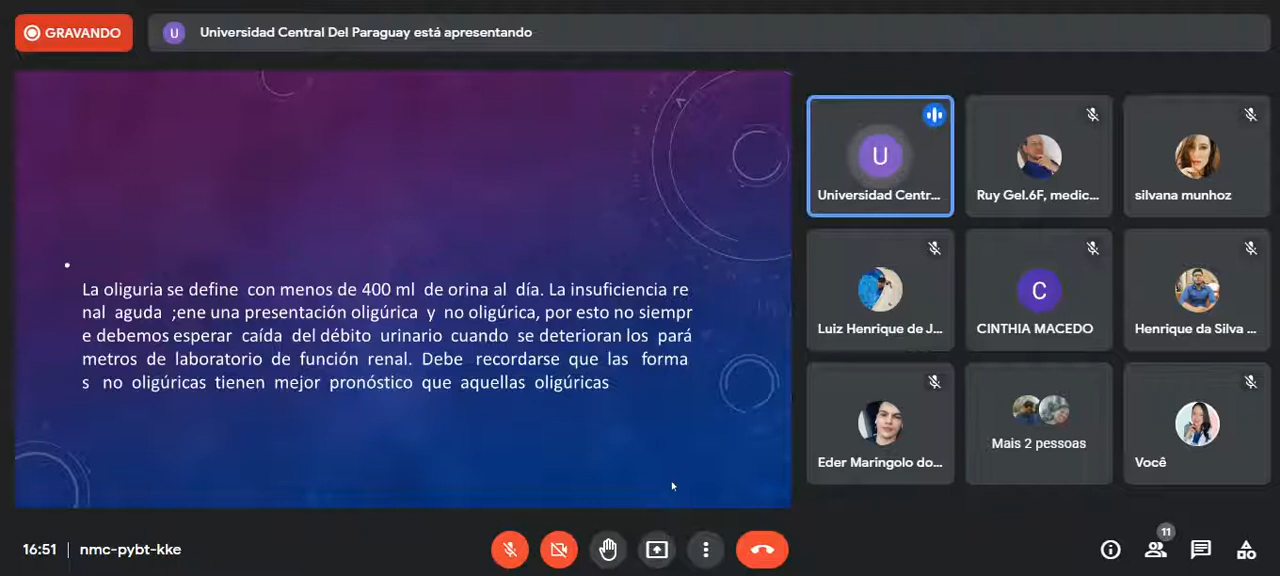 GRAVANDO
U
Universidad Central Del Paraguay está apresentando
La oliguria se define con menos de 400 ml de orina al día. La insuficiencia re
nal aguda ;ene una presentación oligúrica y no oligúrica, por esto no siempr
e debemos esperar caída del débito urinario cuando se deterioran los pará
metros de laboratorio de función renal. Debe recordarse que las forma
s no oligúricas tienen mejor pronóstico que aquellas oligúricas
U
Universidad Centr...
Ruy Gel.6F, medic...
silvana munhoz
Luiz Henrique de J...
C
CINTHIA MACEDO
Henrique da Silva ...
Eder Maringolo do...
Mais 2 pessoas
Você
16:51 | nmc-pybt-kke
11